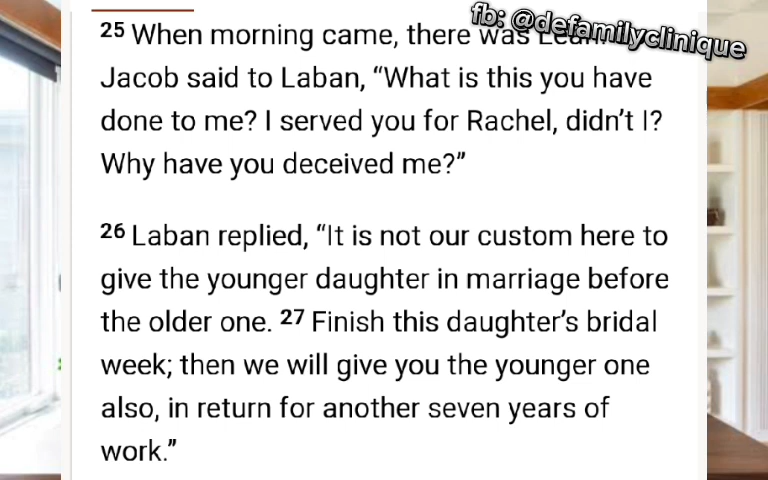 fb: @defamilyclinique
25 When morning came, there was Leah!
Jacob said to Laban, “What is this you have
done to me? I served you for Rachel, didn’t I?
Why have you deceived me?”
26 Laban replied, “It is not our custom here to
give the younger daughter in marriage before
the older one. 27 Finish this daughter’s bridal
week; then we will give you the younger one
also, in return for another seven years of
work.”